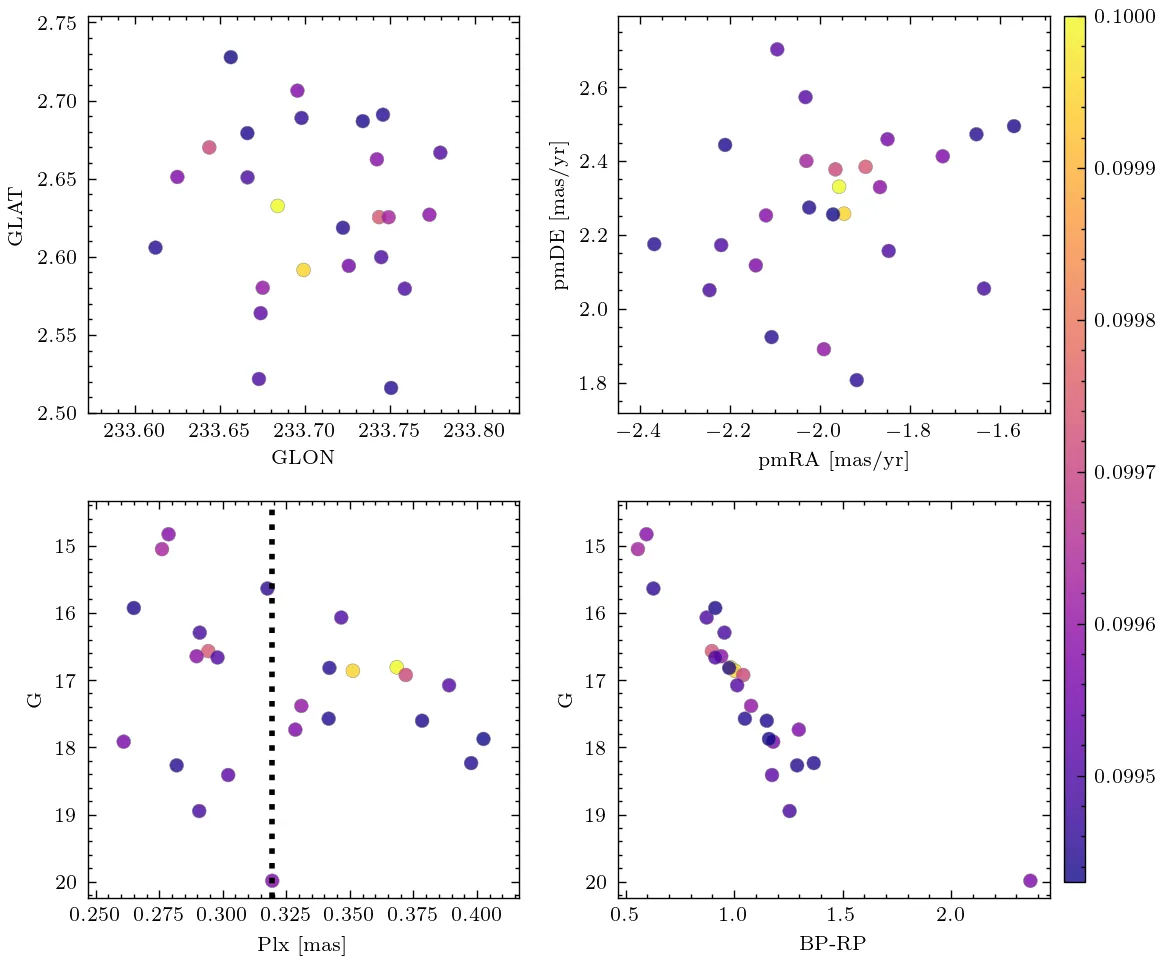 2.75
2.70
2.65
2.60
2.55
2.50
GLAT
233.60 233.65 233.70 233.75 233.80
GLON
2.6
2.4
2.2
2.0
1.8
pmDE [mas/yr]
−2.4 −2.2 −2.0 −1.8 −1.6
pmRA [mas/yr]
0.1000
0.0999
0.0998
0.0997
0.0996
0.0995
15
16
17
18
19
20
G
0.250 0.275 0.300 0.325 0.350 0.375 0.400
Plx [mas]
15
16
17
18
19
20
G
0.5 1.0 1.5 2.0
BP-RP